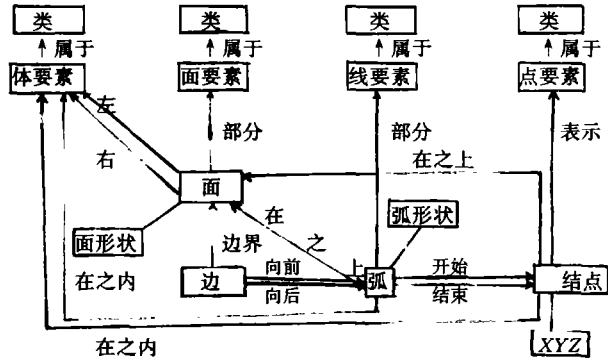 类 类 类 类
属于 属于 属于 属于
体要素 面要素 线要素 点要素
左
部分 部分 表示
右
在之上
面
在 弧形状
面形状 边界 之
向前 上 开始
在之内 边 弧 结点
向后 结束
在之内 XYZ